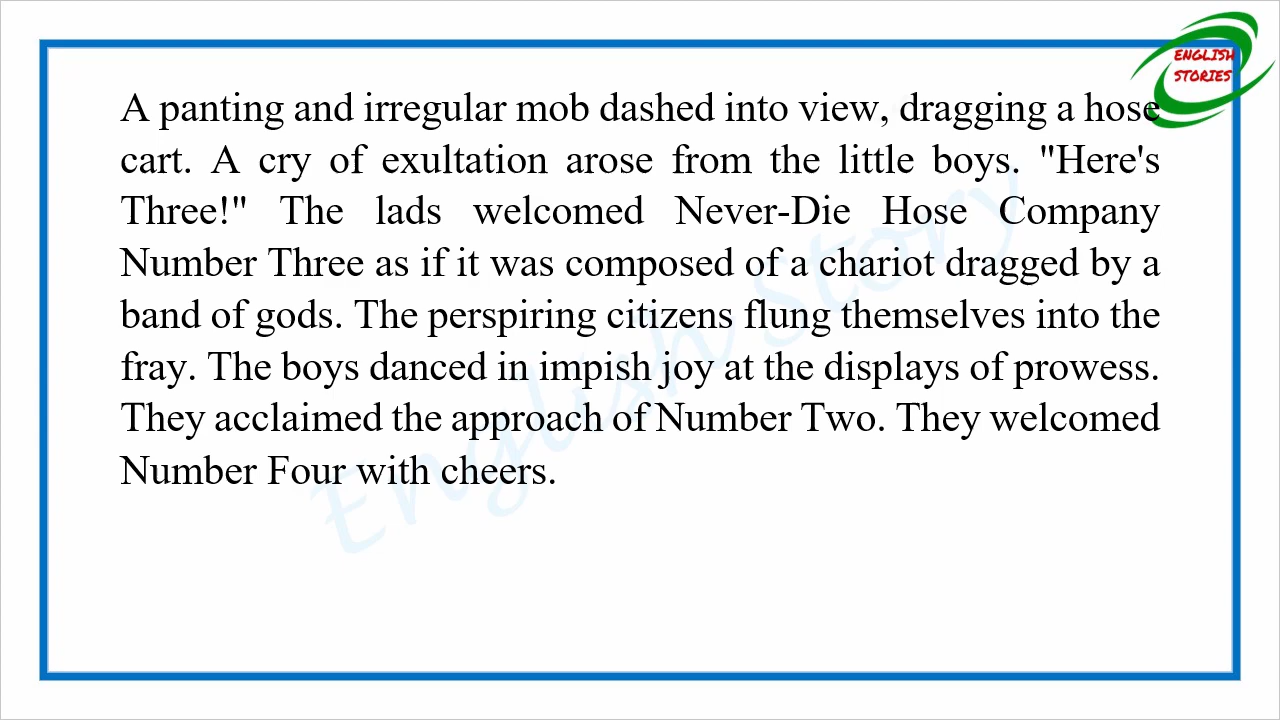 ENGLISH
STORIES
A panting and irregular mob dashed into view, dragging a hose
cart. A cry of exultation arose from the little boys. "Here's
Three!" The lads welcomed Never-Die Hose Company
Number Three as if it was composed of a chariot dragged by a
band of gods. The perspiring citizens flung themselves into the
fray. The boys danced in impish joy at the displays of prowess.
They acclaimed the approach of Number Two. They welcomed
Number Four with cheers.
English Story